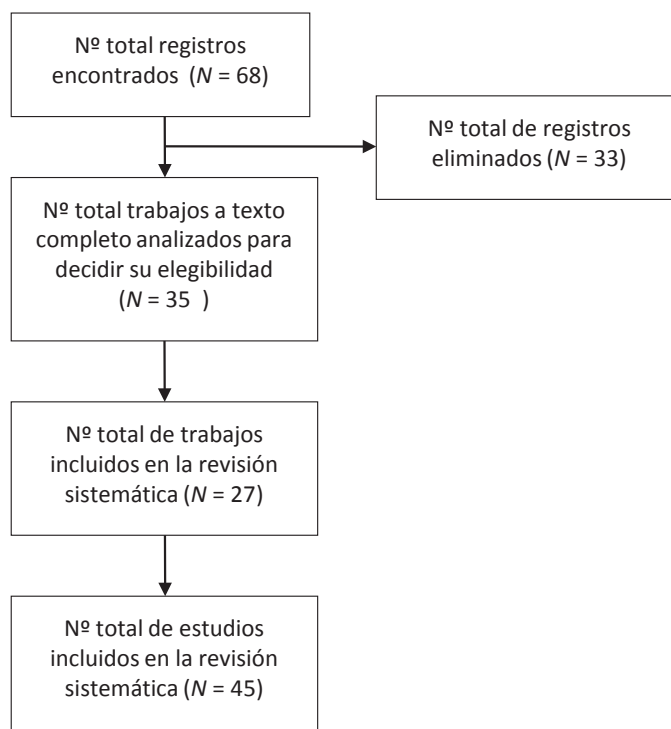 Nº total registros
encontrados (N = 68)
Nº total de registros
eliminados (N = 33)
Nº total trabajos a texto
completo analizados para
decidir su elegibilidad
(N = 35 )
Nº total de trabajos
incluidos en la revisión
sistemática (N = 27)
Nº total de estudios
incluidos en la revisión
sistemática (N = 45)